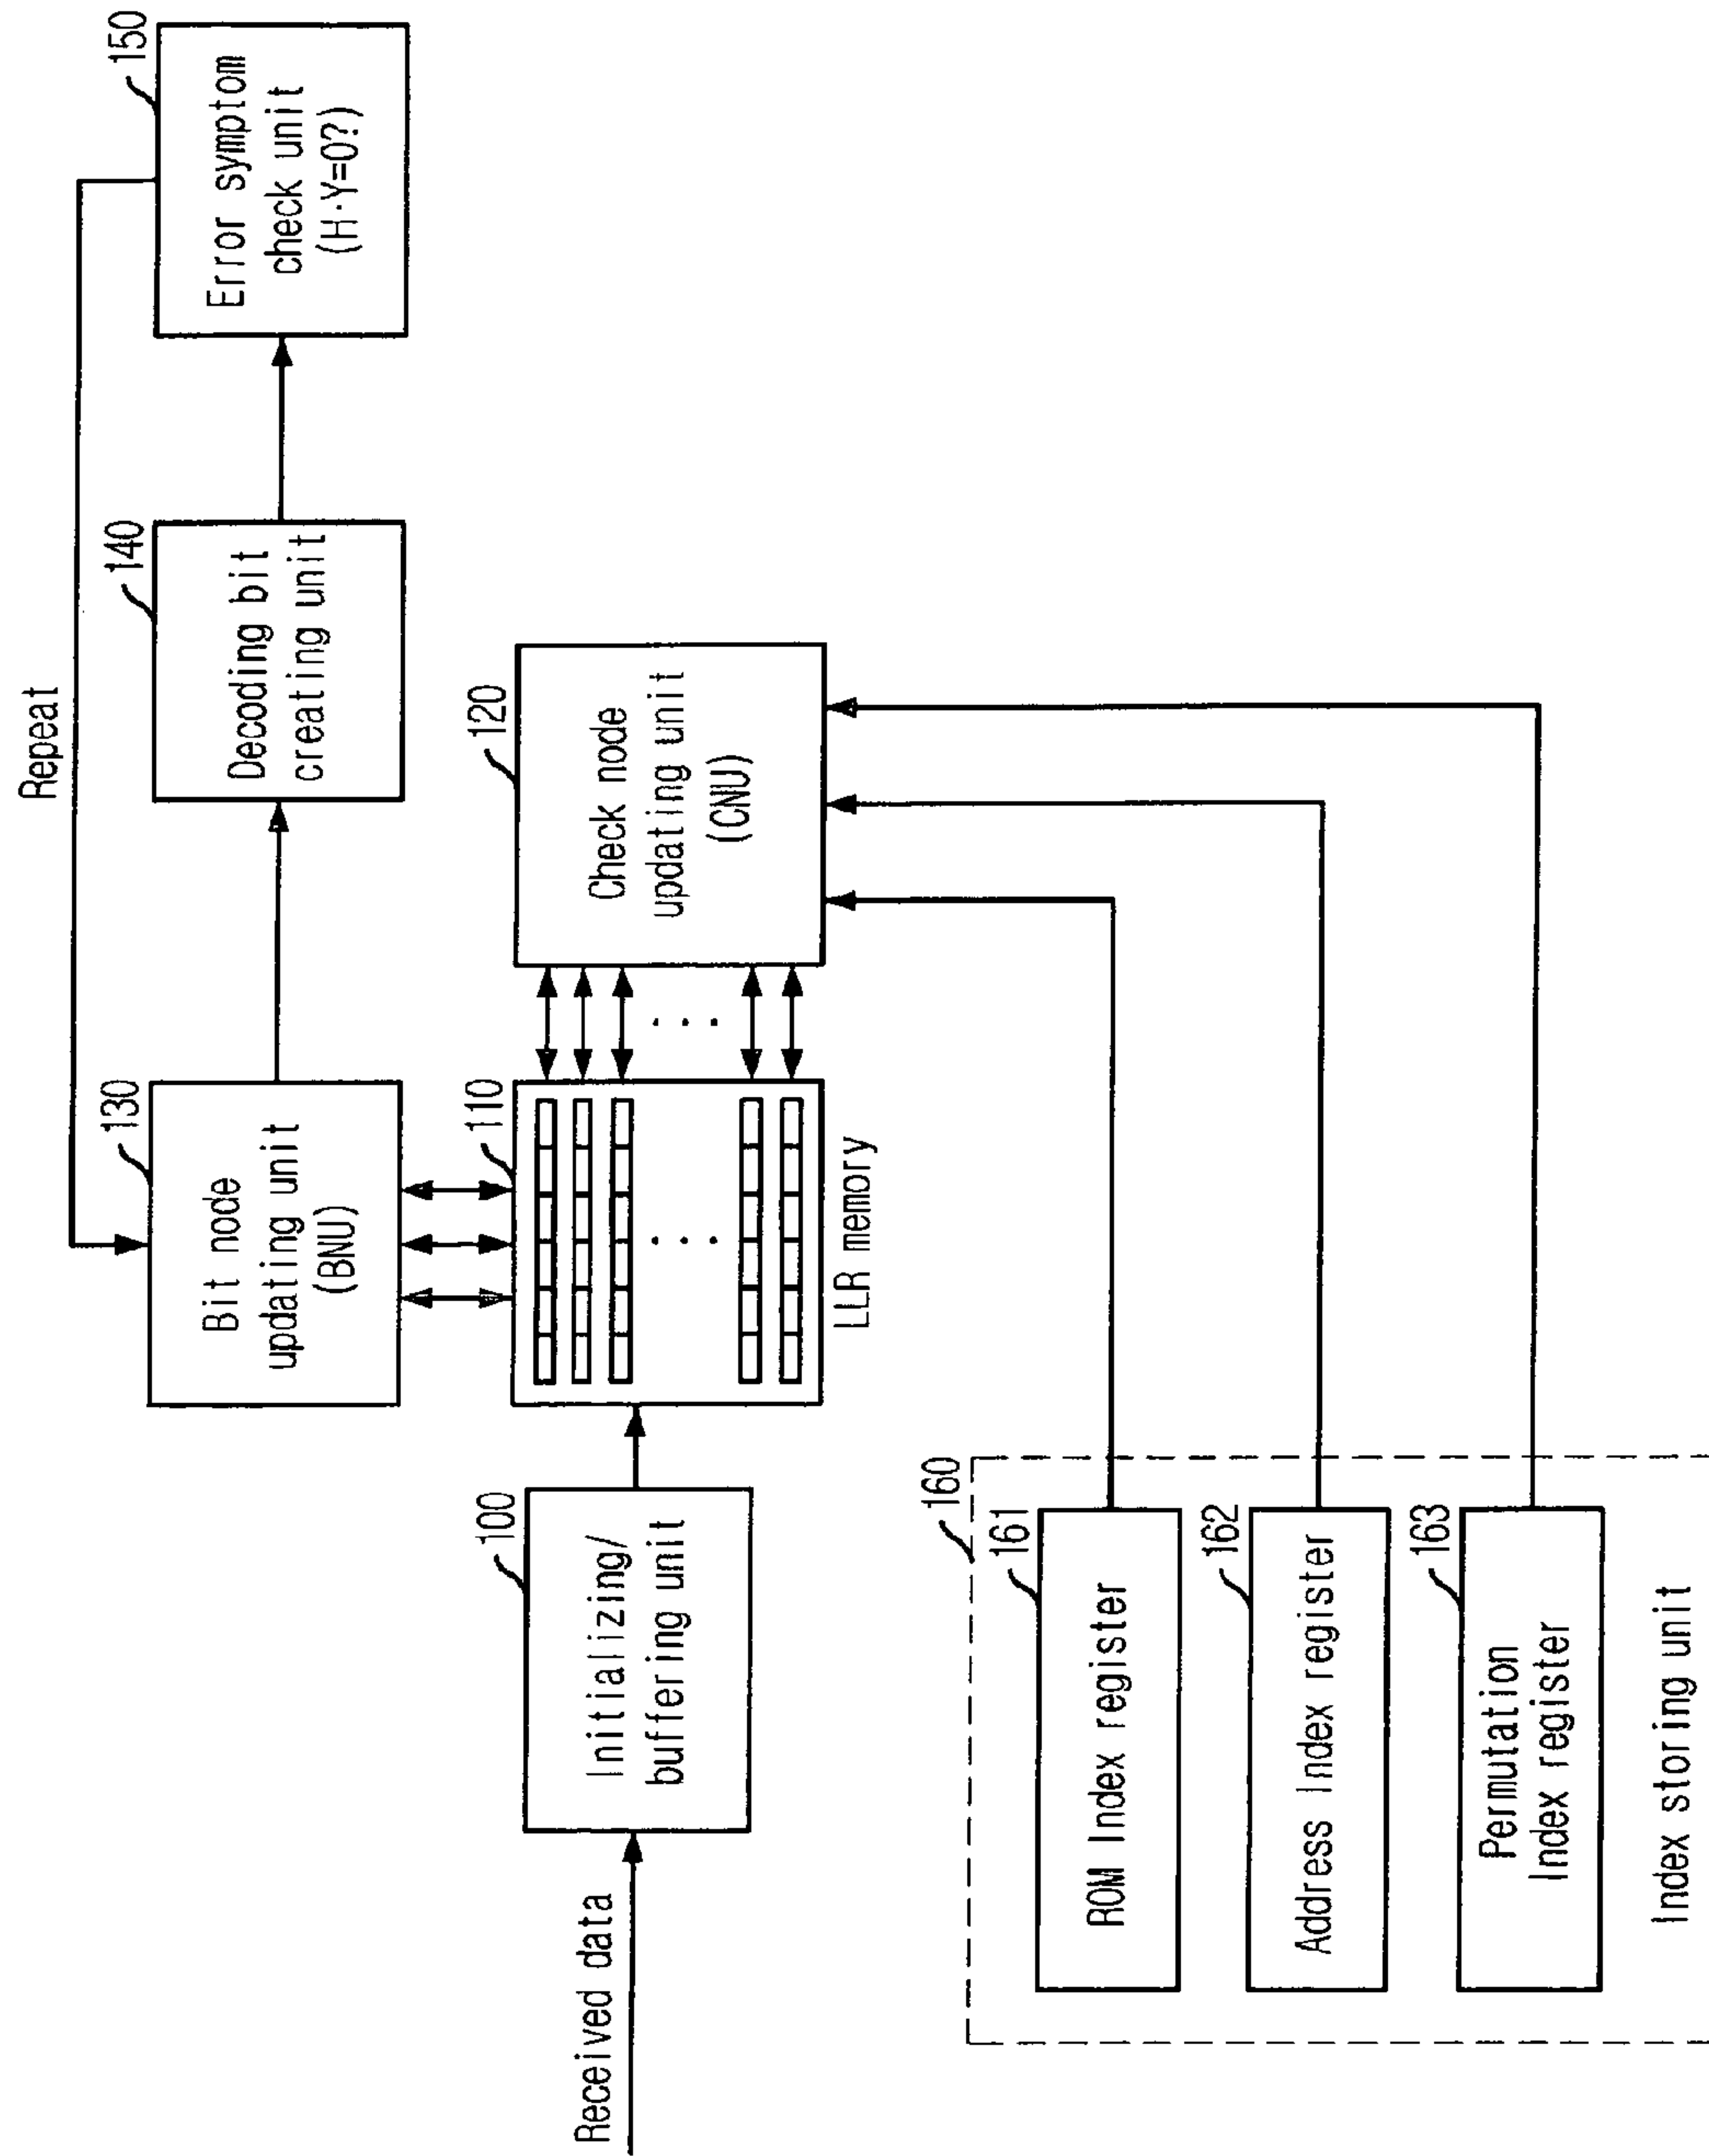 Repeat
130
Bit node
updating unit
(BNU)
140
Decoding bit
creating unit
150
Error symptom
check unit
(H·Y=0?)
Received data
100
Initializing/
buffering unit
110
LLR memory
120
Check node
updating unit
(CNU)
160
161
ROM Index register
162
Address Index register
163
Permutation
Index register
Index storing unit